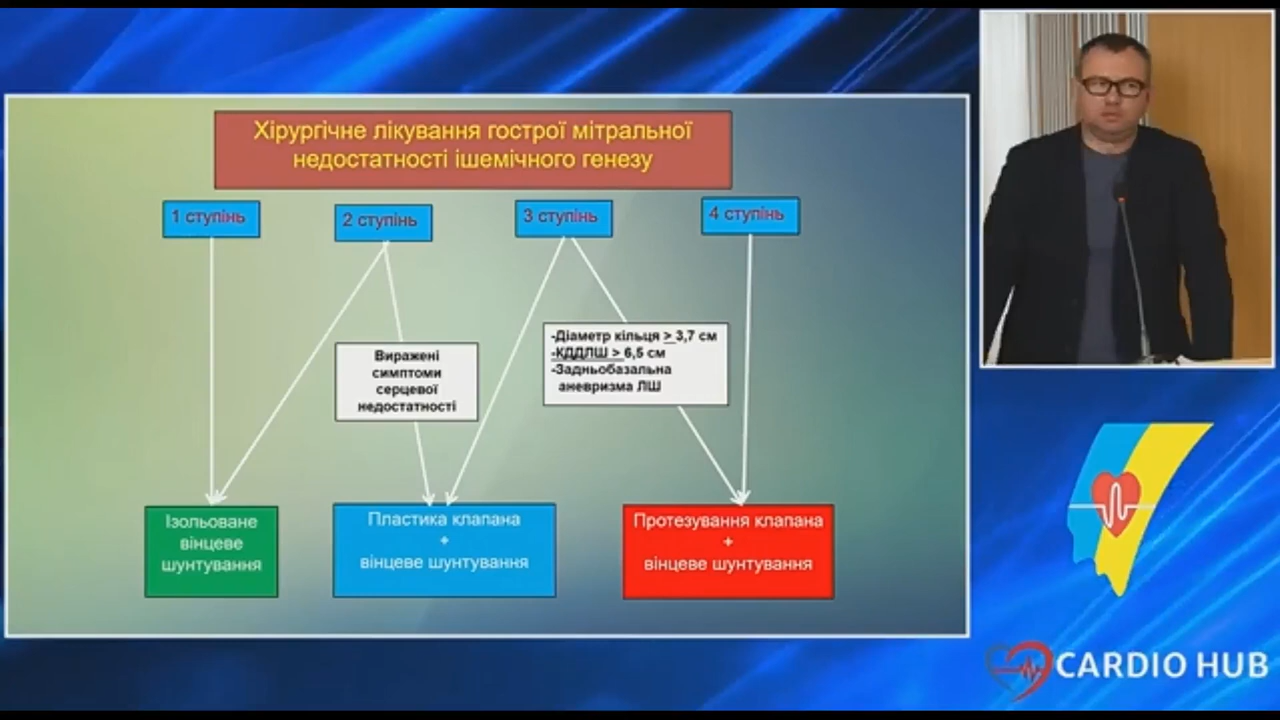 Хірургічне лікування гострої мітральної
недостатності ішемічного генезу
1 ступінь
2 ступінь
3 ступінь
4 ступінь
Виражені
симптоми
серцевої
недостатності
-Діаметр кільця > 3,7 см
-КДДЛШ > 6,5 см
-Задньобазальна
аневризма ЛШ
Ізольоване
вінцеве
шунтування
Пластика клапана
+
вінцеве шунтування
Протезування клапана
+
вінцеве шунтування
CARDIO HUB